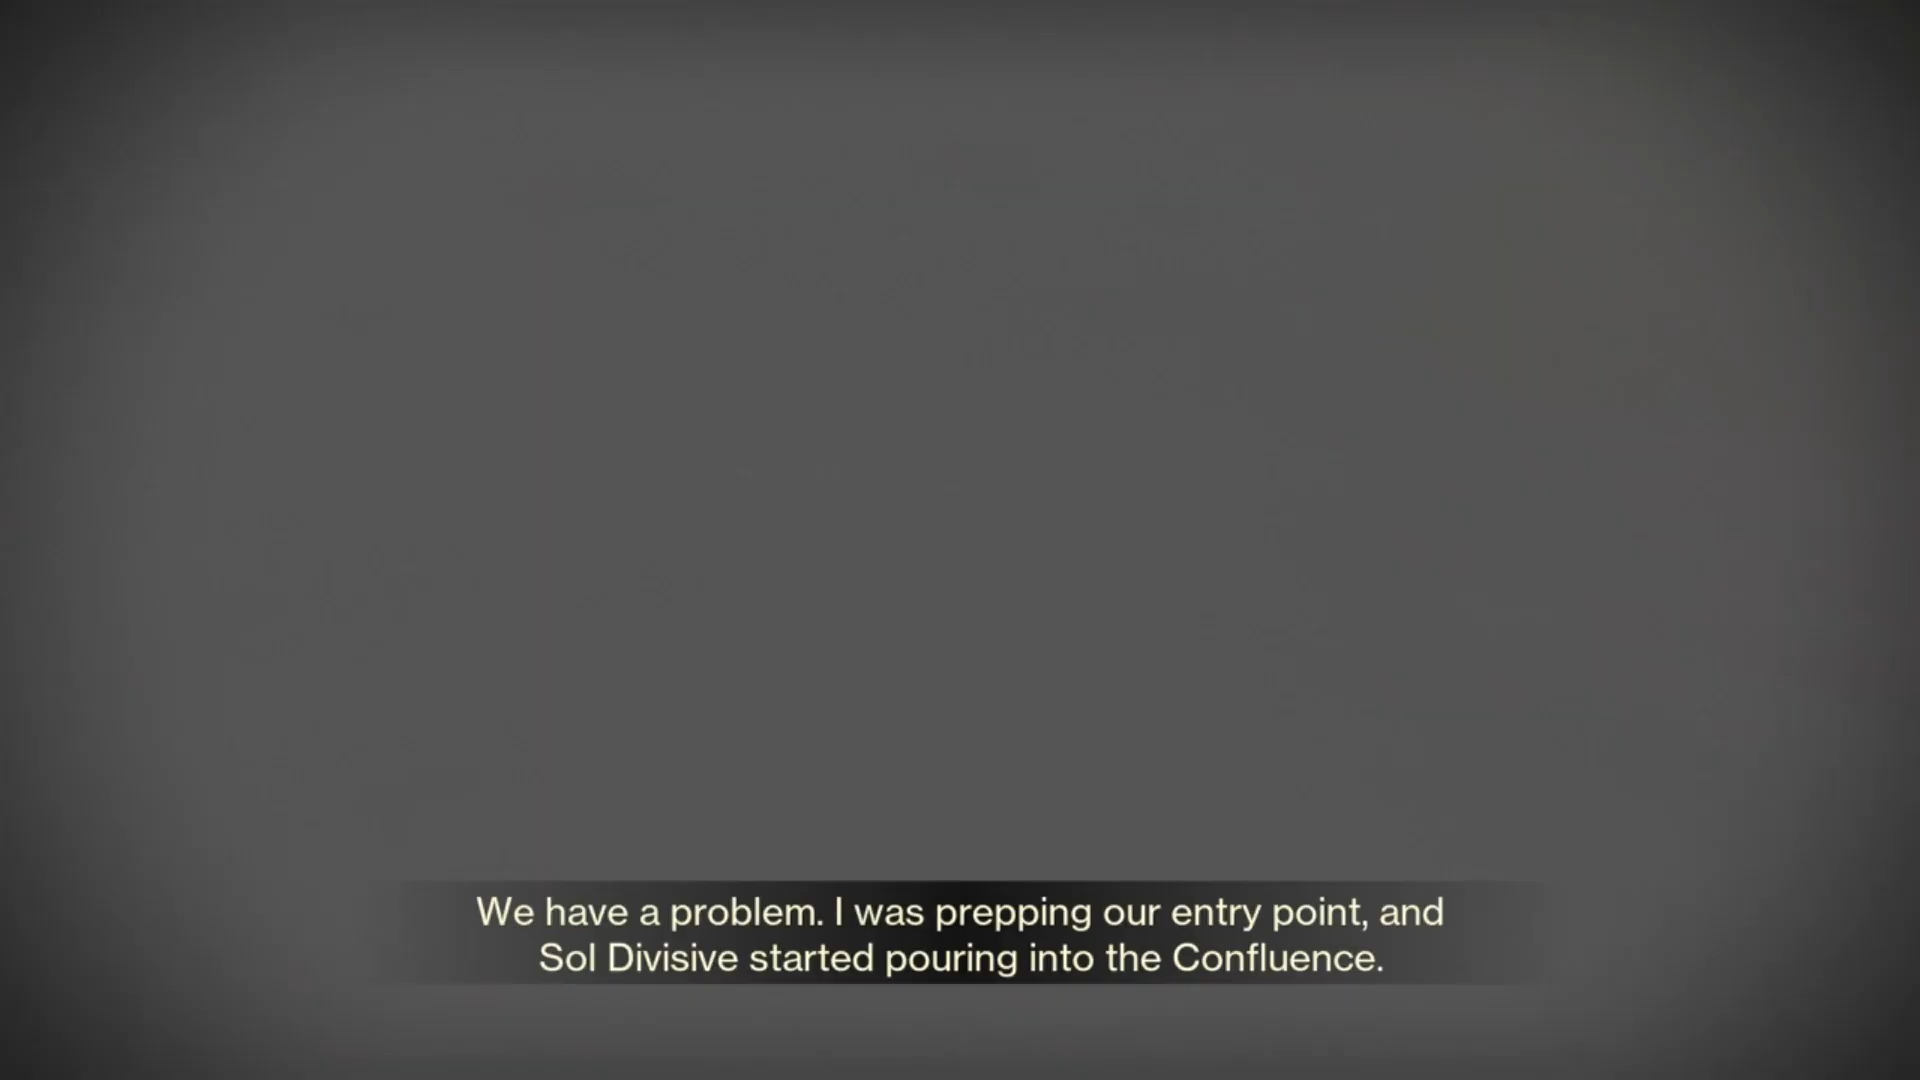 We have a problem. I was prepping our entry point, and
Sol Divisive started pouring into the Confluence.